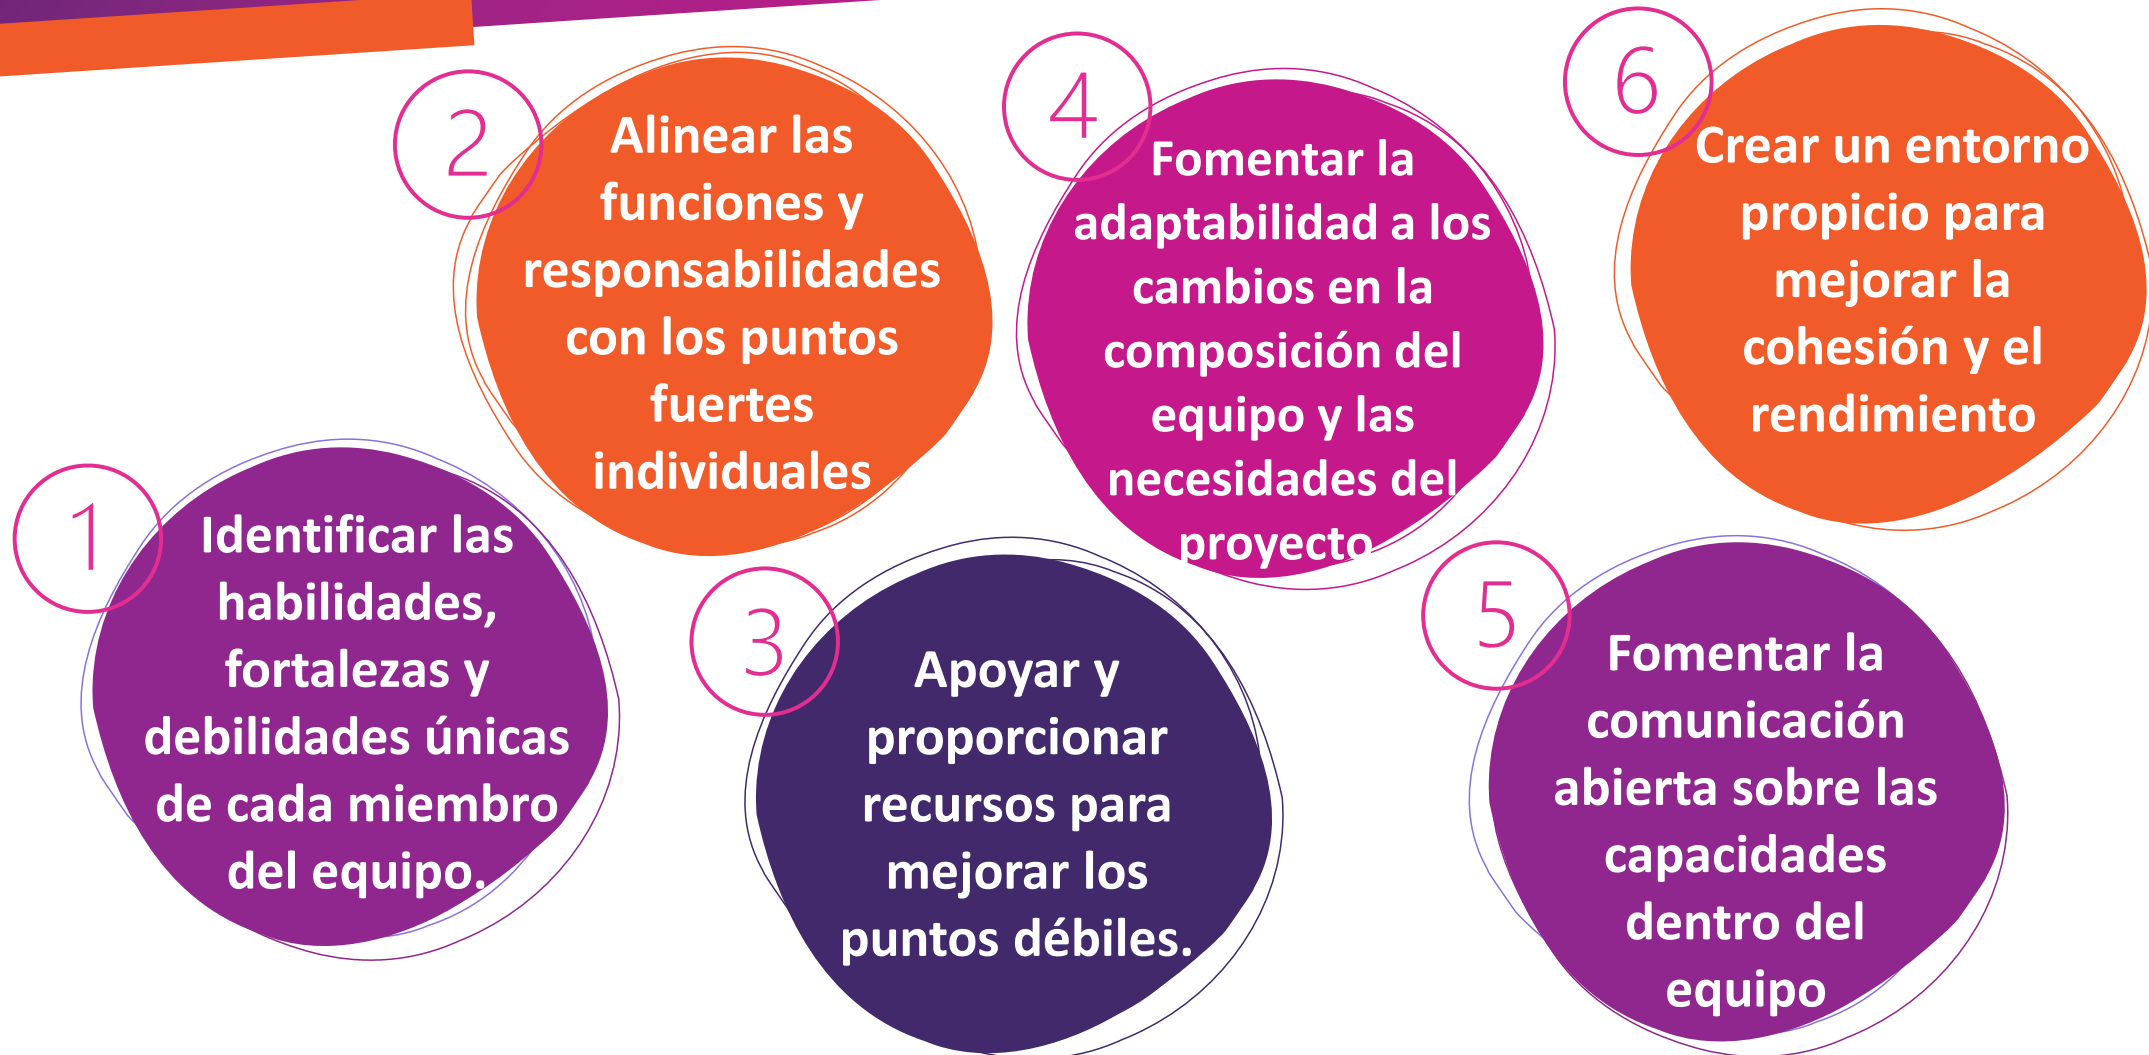 1
Identificar las
habilidades,
fortalezas y
debilidades únicas
de cada miembro
del equipo.
2
Alinear las
funciones y
responsabilidades
con los puntos
fuertes
individuales
3
Apoyar y
proporcionar
recursos para
mejorar los
puntos débiles.
4
Fomentar la
adaptabilidad a los
cambios en la
composición del
equipo y las
necesidades del
proyecto
5
Fomentar la
comunicación
abierta sobre las
capacidades
dentro del
equipo
6
Crear un entorno
propicio para
mejorar la
cohesión y el
rendimiento